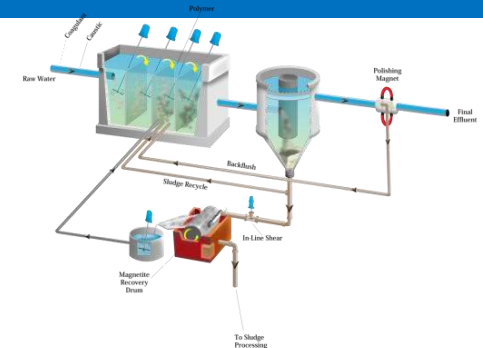 Polymer
Coagulant
Caustic
Raw Water
Polishing
Magnet
Final
Effluent
Backflush
Sludge Recycle
In-Line Shear
Magnetite
Recovery
Drum
To Sludge
Processing